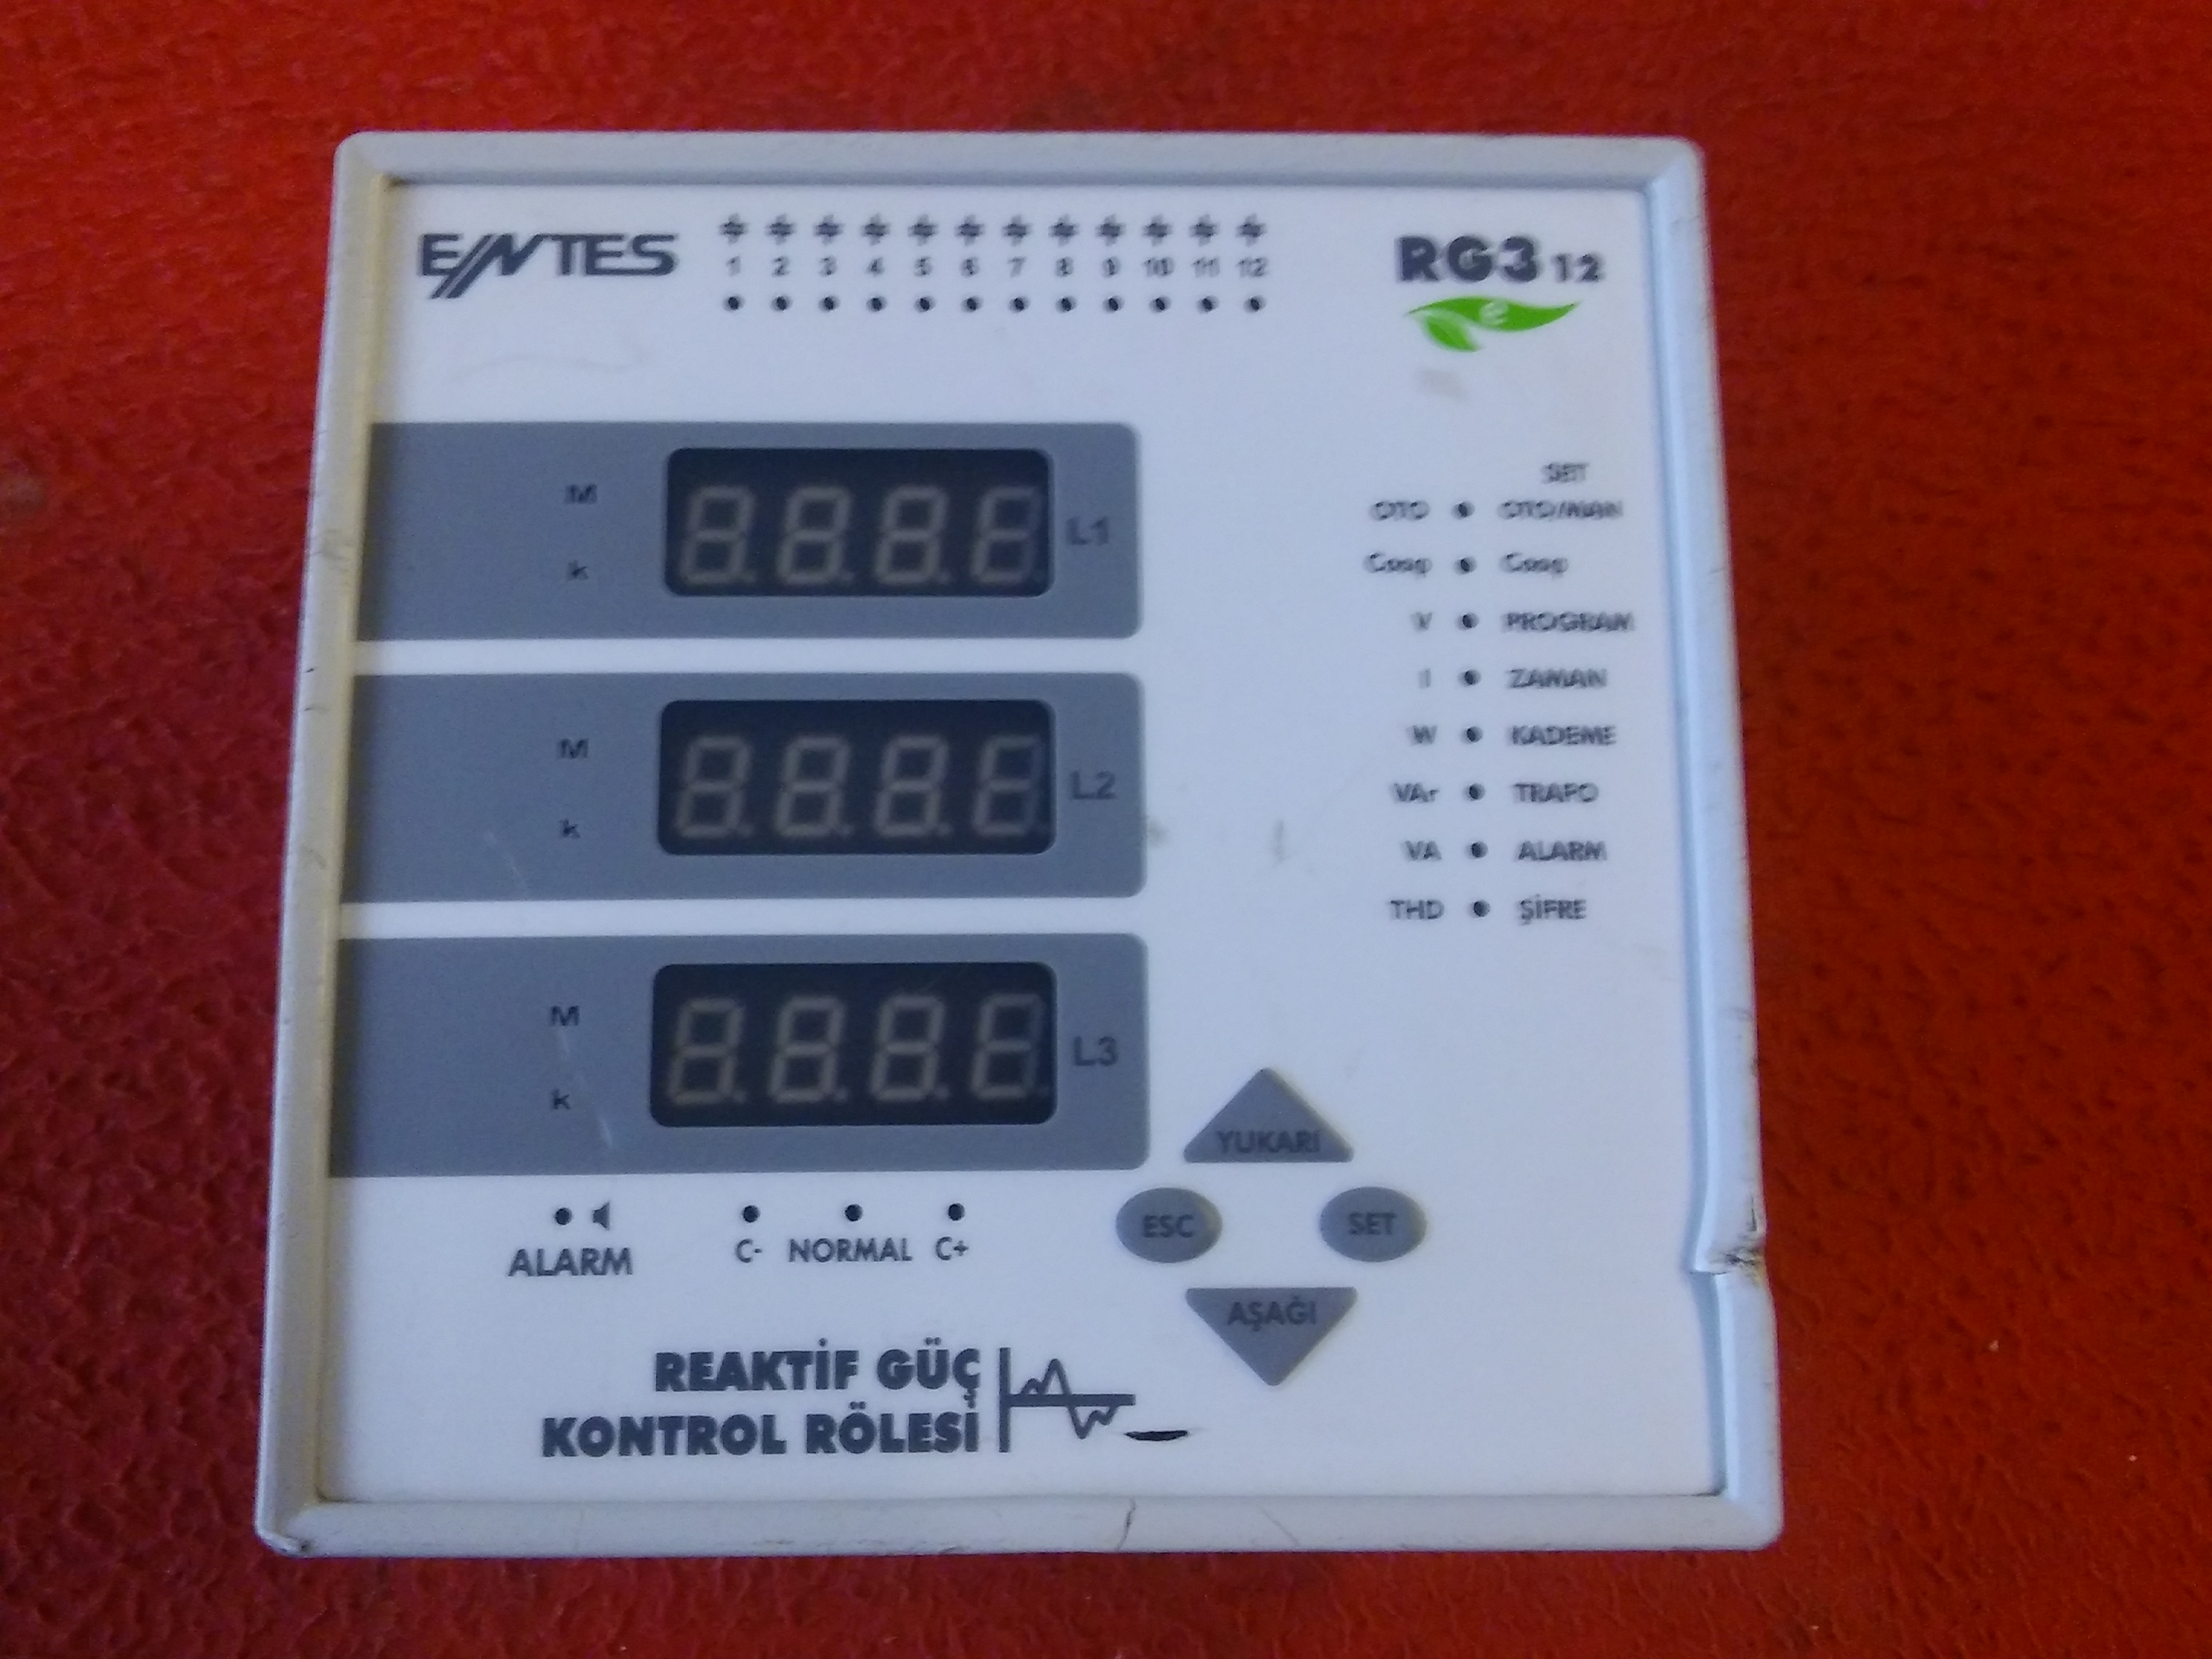 ENTES
1 2 3 4 5 6 7 8 9 10 11 12
RG3 12
e
M
k
L1
M
k
L2
M
k
L3
SET
OTO OTO/MAN
Cosφ Cosφ
V PROGRAM
I ZAMAN
W KADEME
VAr TRAFO
VA ALARM
THD ŞİFRE
YUKARI
ESC SET
AŞAĞI
ALARM
C- NORMAL C+
REAKTİF GÜÇ
KONTROL RÖLESİ